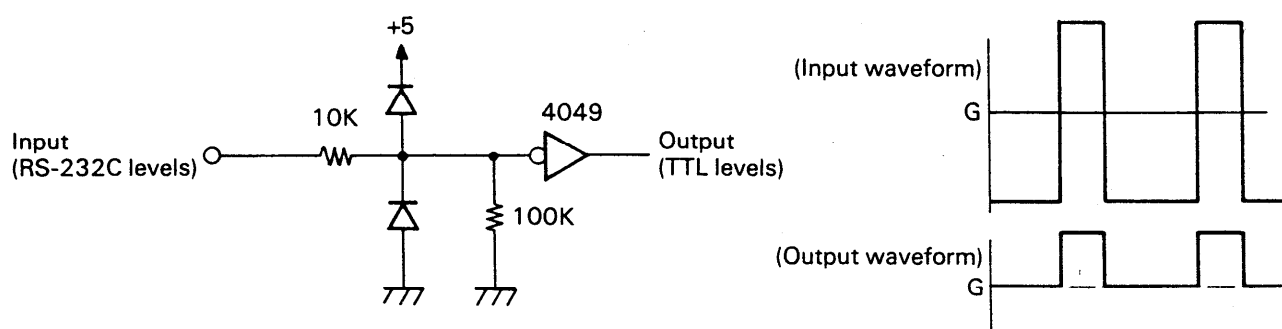 +5
10K
4049
Input
(RS-232C levels)
Output
(TTL levels)
100K
(Input waveform)
G
(Output waveform)
G